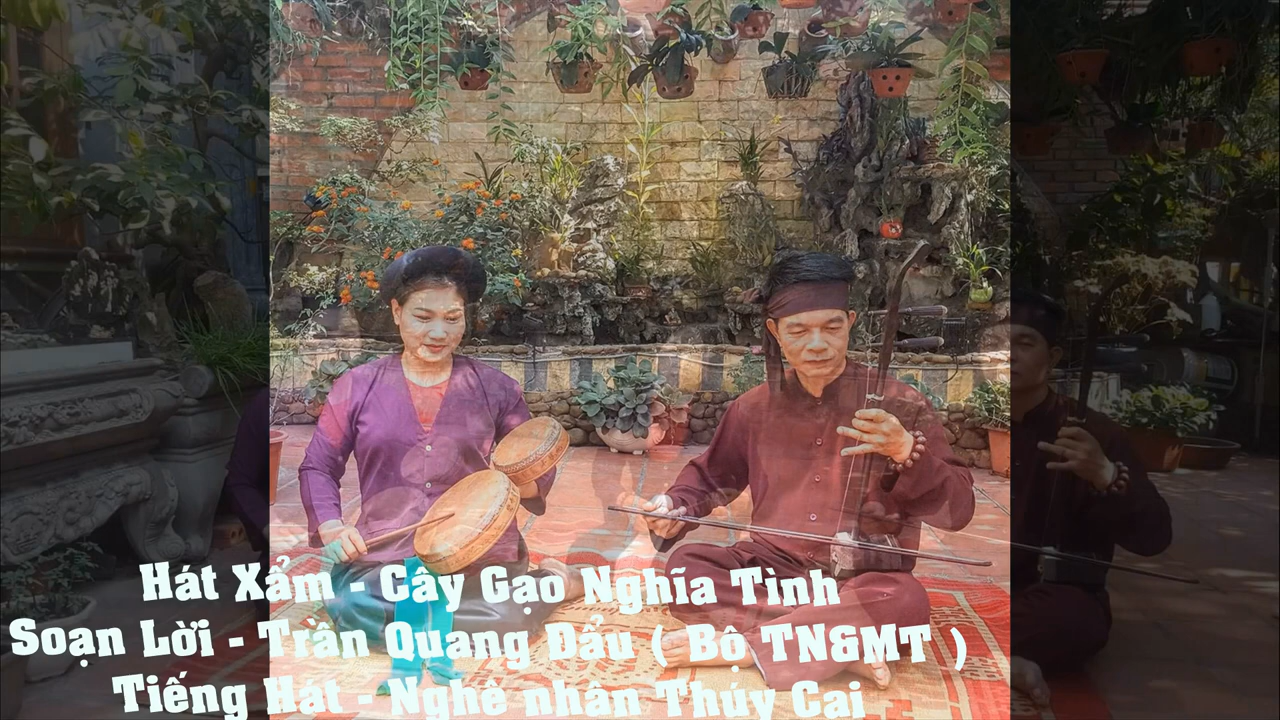 Hát Xẩm - Cây Gạo Nghĩa Tình
Soạn Lời - Trần Quang Đẩu ( Bộ TN&MT )
Tiếng Hát - Nghê nhân Thúy Cai